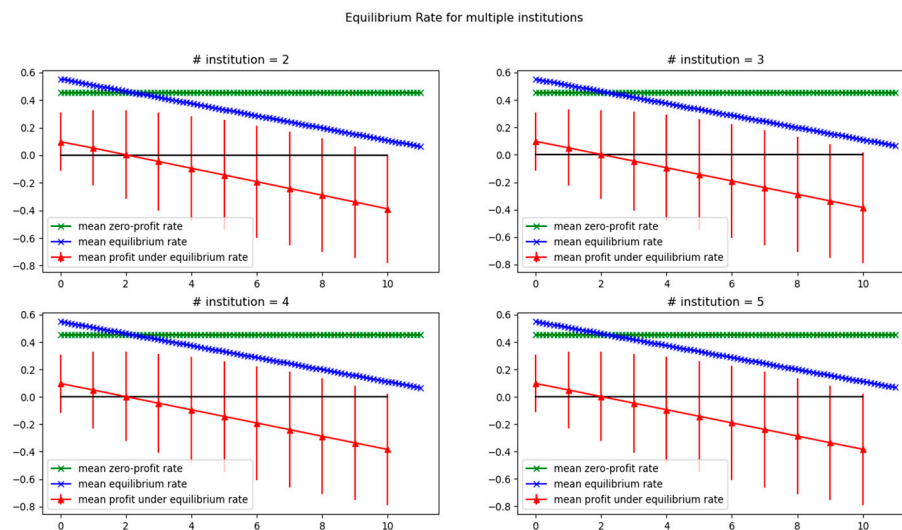 Equilibrium Rate for multiple institutions
# institution = 2
0.6
0.4
0.2
0.0
−0.2
−0.4
−0.6
−0.8
mean zero-profit rate
mean equilibrium rate
mean profit under equilibrium rate
0 2 4 6 8 10
# institution = 3
0.6
0.4
0.2
0.0
−0.2
−0.4
−0.6
−0.8
mean zero-profit rate
mean equilibrium rate
mean profit under equilibrium rate
0 2 4 6 8 10
# institution = 4
0.6
0.4
0.2
0.0
−0.2
−0.4
−0.6
−0.8
mean zero-profit rate
mean equilibrium rate
mean profit under equilibrium rate
0 2 4 6 8 10
# institution = 5
0.6
0.4
0.2
0.0
−0.2
−0.4
−0.6
−0.8
mean zero-profit rate
mean equilibrium rate
mean profit under equilibrium rate
0 2 4 6 8 10